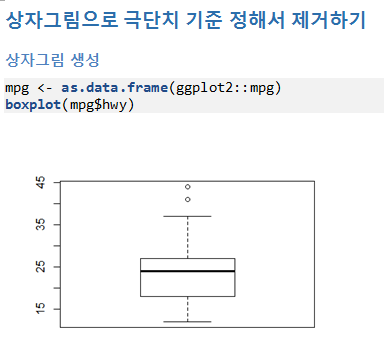 상자그림으로 극단치 기준 정해서 제거하기
상자그림 생성
mpg <- as.data.frame(ggplot2::mpg)
boxplot(mpg$hwy)
45
35
25
15